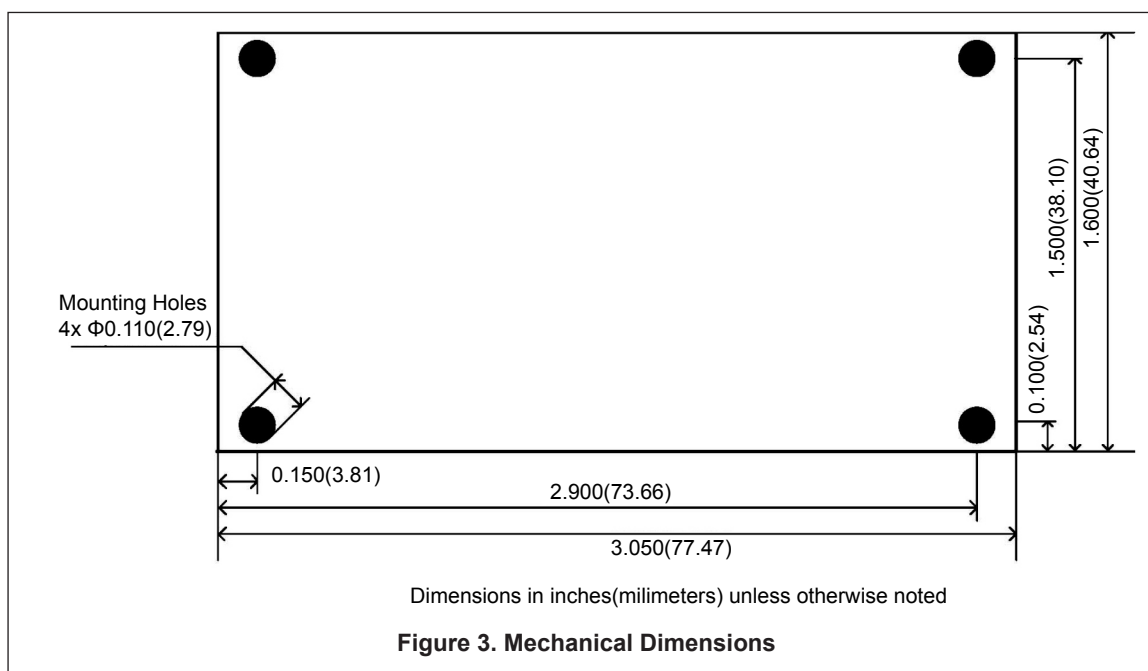 1.500(38.10)
1.600(40.64)
Mounting Holes
4x Φ0.110(2.79)
0.100(2.54)
0.150(3.81)
2.900(73.66)
3.050(77.47)
Dimensions in inches(milimeters) unless otherwise noted
Figure 3. Mechanical Dimensions